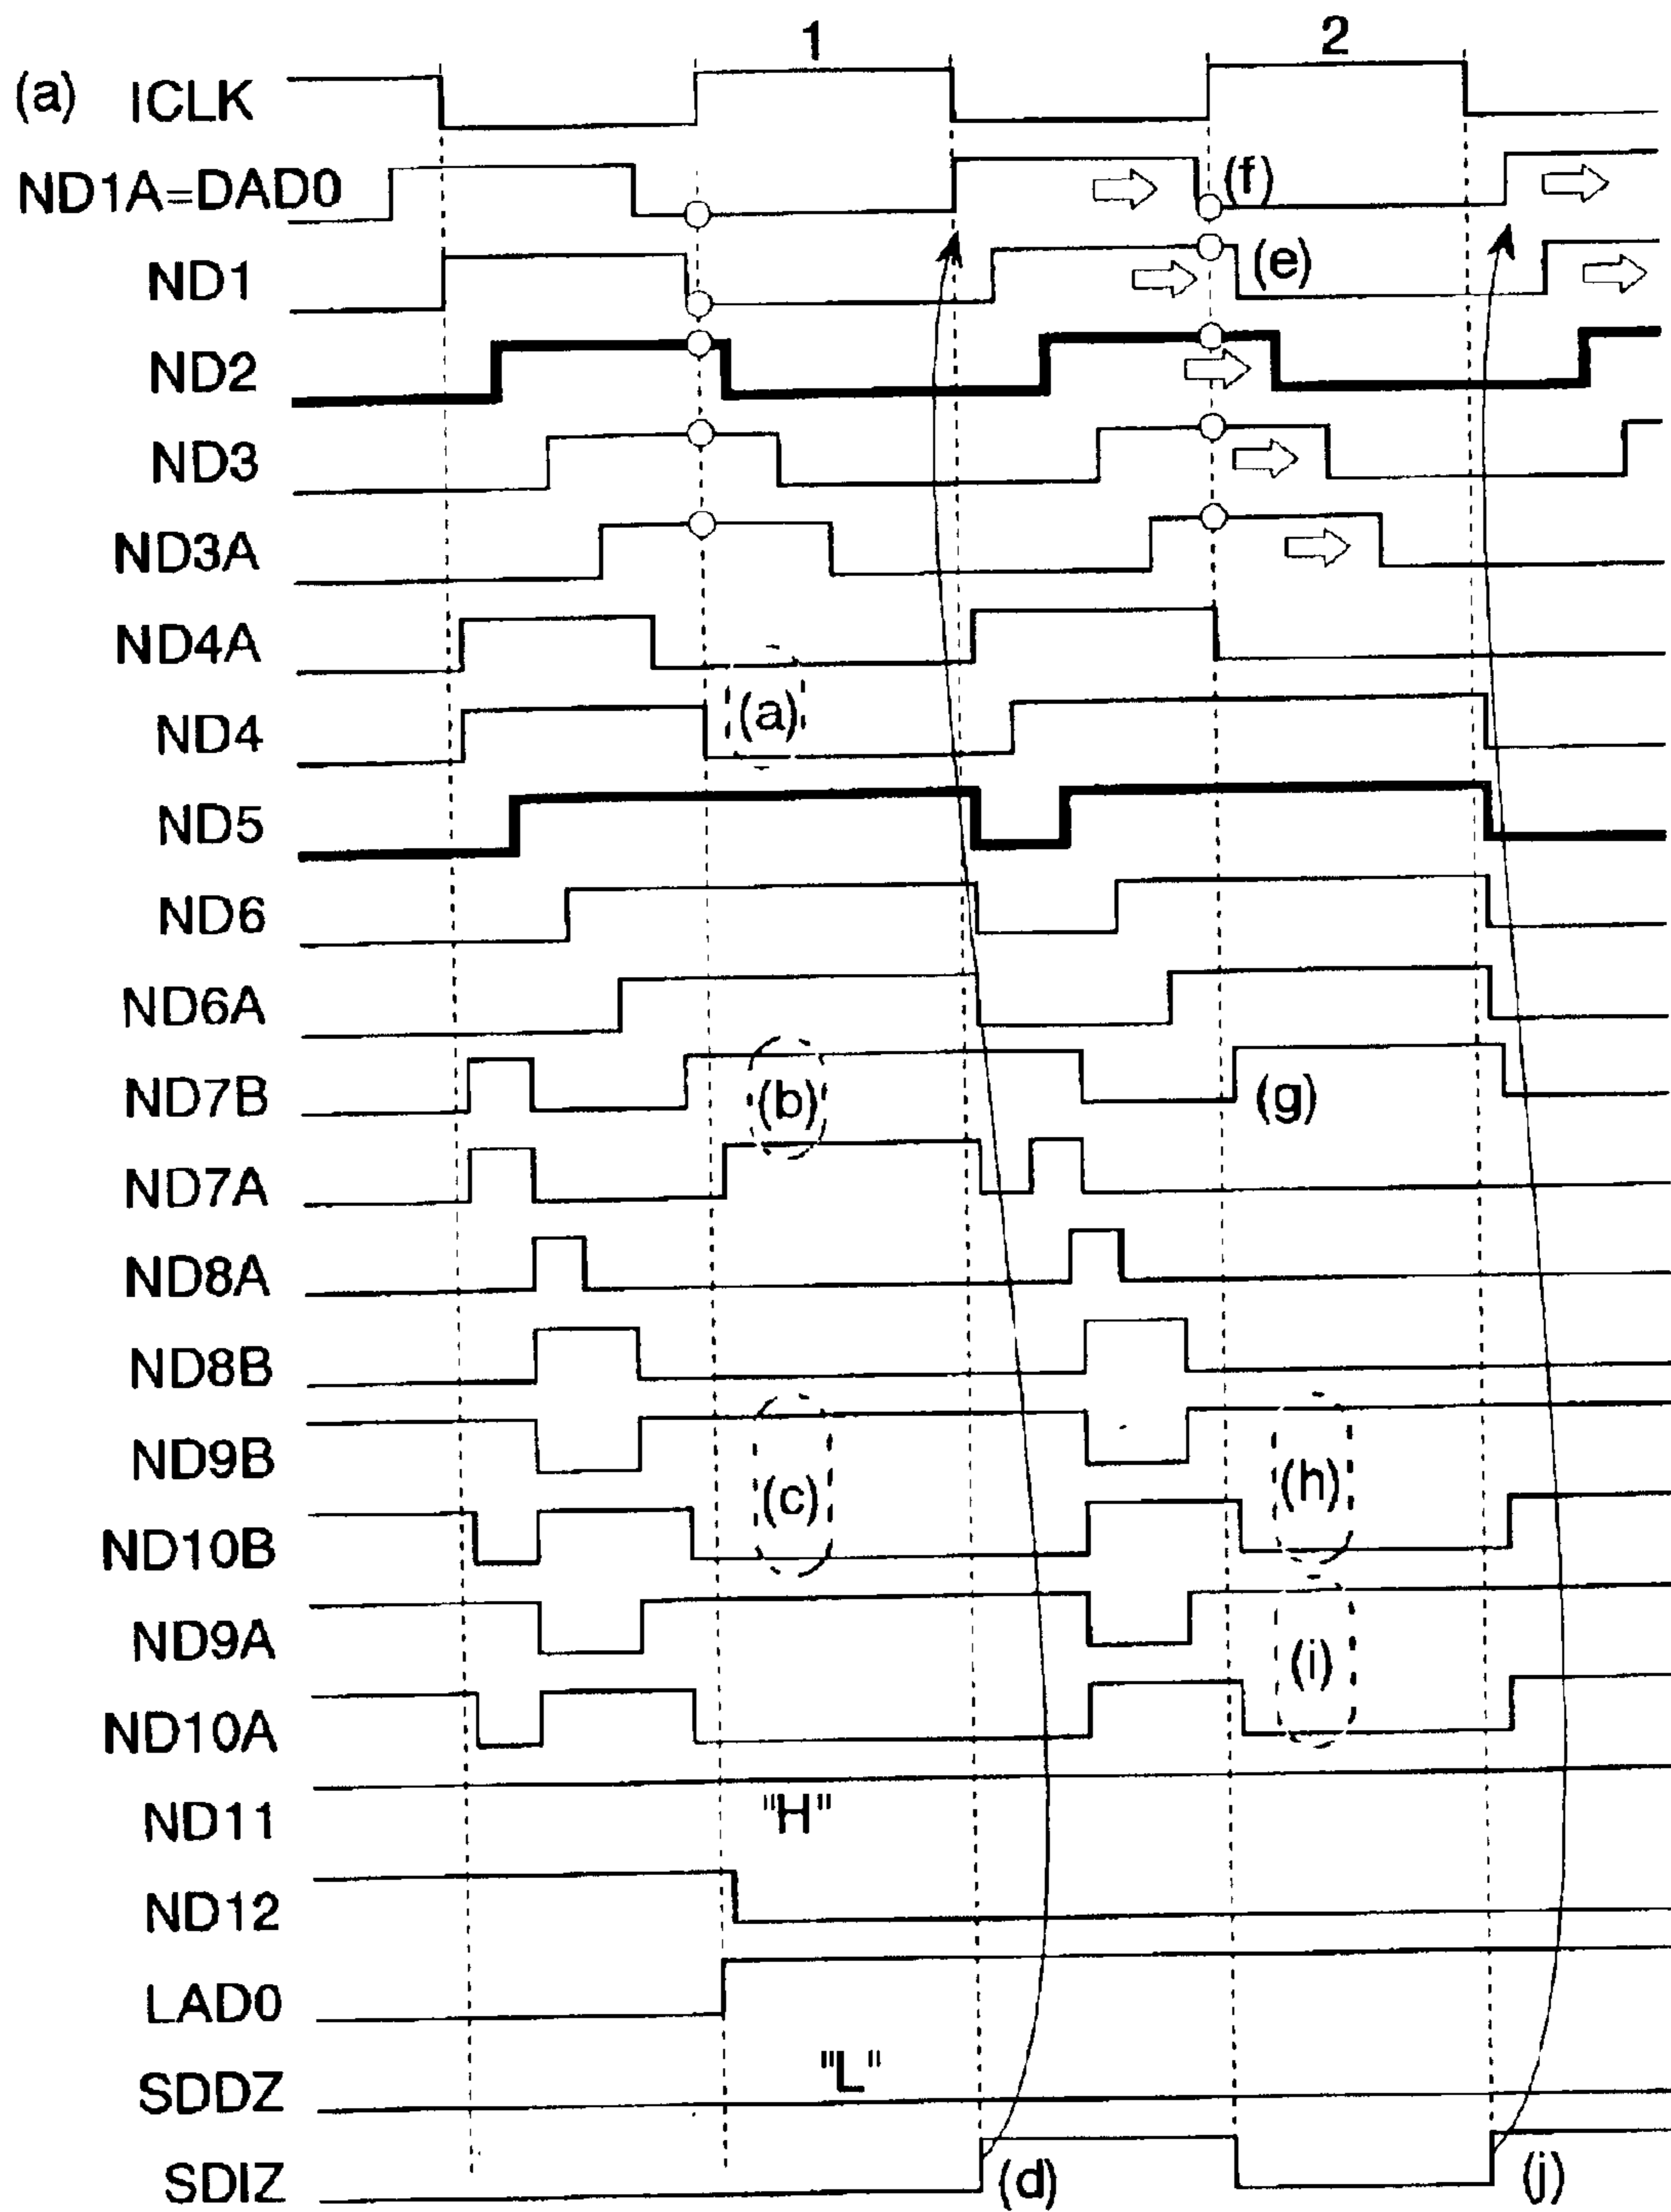 1 2
(a) ICLK
ND1A=DAD0 (f)
ND1 (e)
ND2
ND3
ND3A
ND4A
ND4 (a)
ND5
ND6
ND6A
ND7B (b) (g)
ND7A
ND8A
ND8B
ND9B
(c) (h)
ND10B
ND9A
(i)
ND10A
ND11 "H"
ND12
LAD0
SDDZ "L"
SDIZ (d) (j)